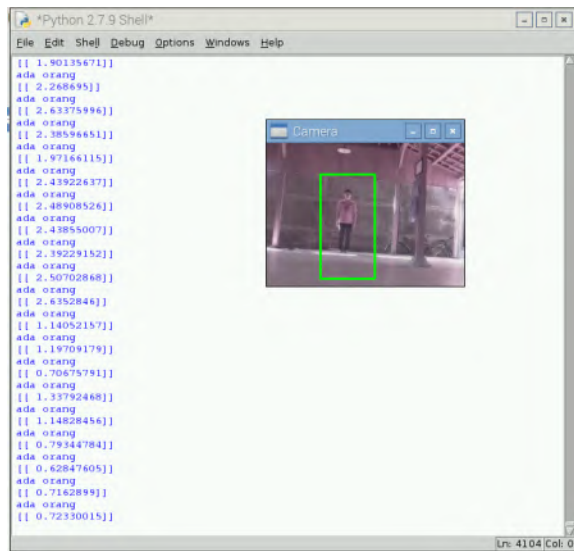 *Python 2.7.9 Shell*
File Edit Shell Debug Options Windows Help
[[ 1.90135671]]
ada orang
[[ 2.268695]]
ada orang
[[ 2.63375996]]
ada orang
[[ 2.38596651]]
ada orang
[[ 1.97166115]]
ada orang
[[ 2.43922637]]
ada orang
[[ 2.48908526]]
ada orang
[[ 2.43855007]]
ada orang
[[ 2.39229152]]
ada orang
[[ 2.50702868]]
ada orang
[[ 2.6352846]]
ada orang
[[ 1.14052157]]
ada orang
[[ 1.19709179]]
ada orang
[[ 0.70675791]]
ada orang
[[ 1.33792468]]
ada orang
[[ 1.14828456]]
ada orang
[[ 0.79344784]]
ada orang
[[ 0.62847605]]
ada orang
[[ 0.7162899]]
ada orang
[[ 0.72330015]]
Camera
Ln: 4104 Col: 0